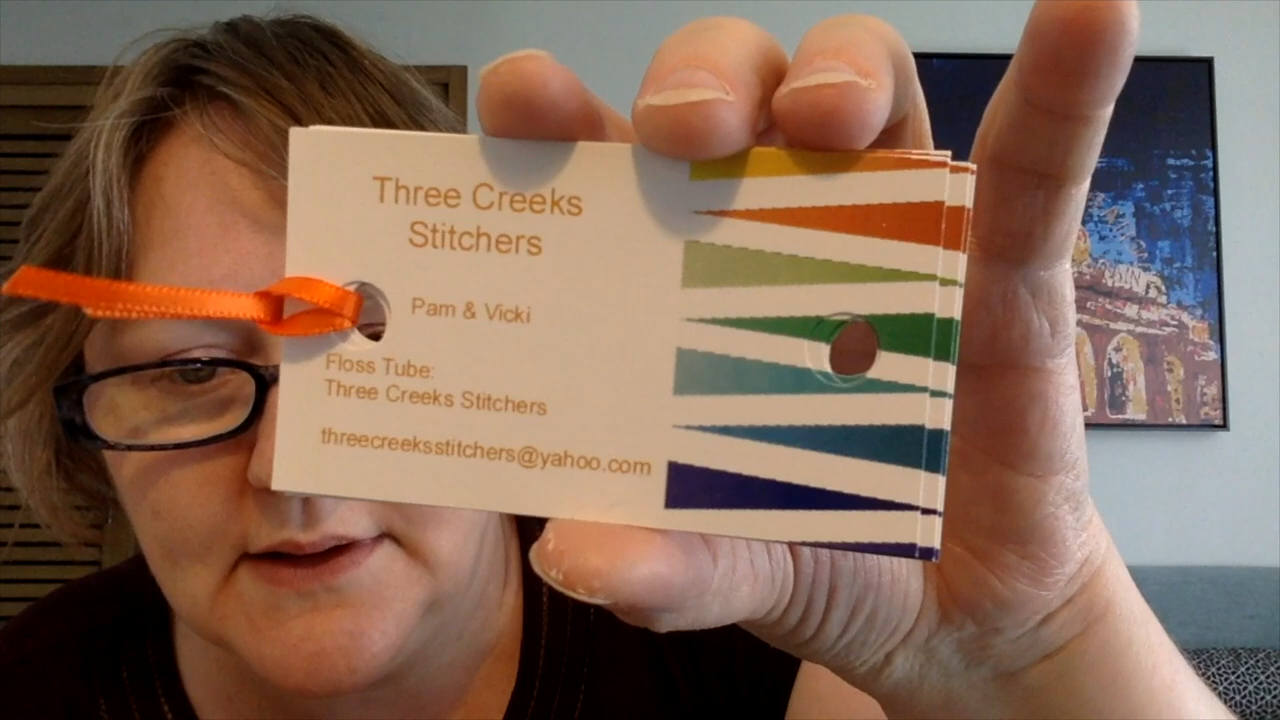 Three Creeks
Stitchers
Pam & Vicki
Floss Tube:
Three Creeks Stitchers
threecreeksstitchers@yahoo.com